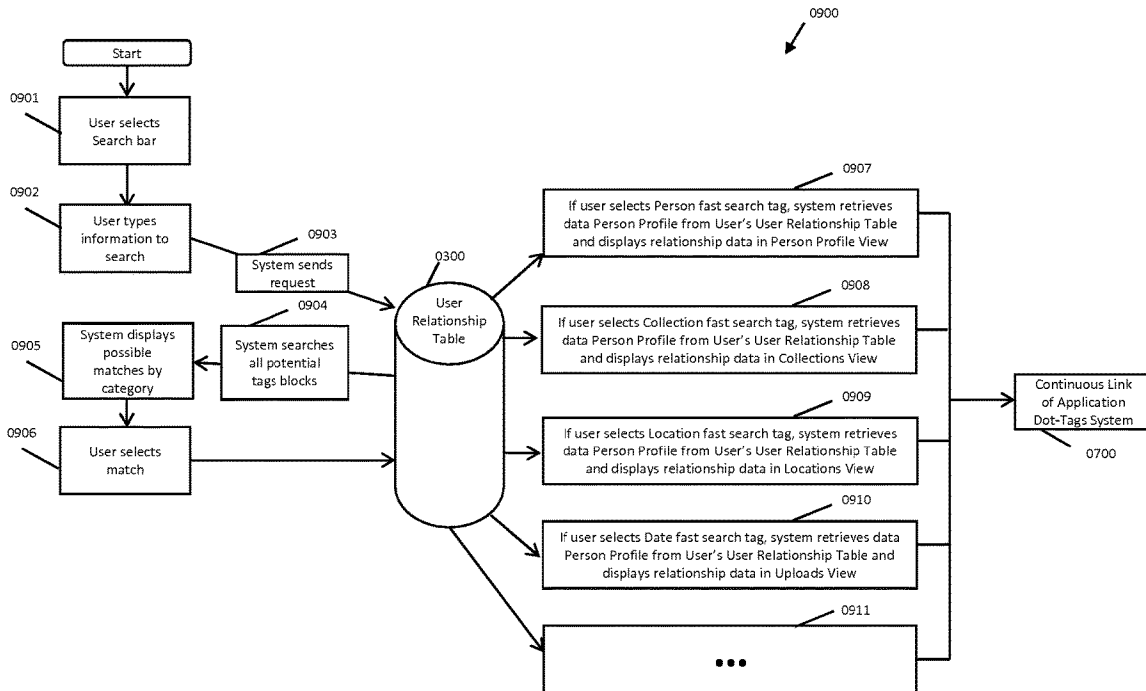 0900
Start
0901
User selects
Search bar
0902
User types
information to
search
0903
System sends
request
0300
User
Relationship
Table
0904
System searches
all potential
tags blocks
0905
System displays
possible
matches by
category
0906
User selects
match
0907
If user selects Person fast search tag, system retrieves
data Person Profile from User's User Relationship Table
and displays relationship data in Person Profile View
0908
If user selects Collection fast search tag, system retrieves
data Person Profile from User's User Relationship Table
and displays relationship data in Collections View
0909
If user selects Location fast search tag, system retrieves
data Person Profile from User's User Relationship Table
and displays relationship data in Locations View
0910
If user selects Date fast search tag, system retrieves data
Person Profile from User's User Relationship Table and
displays relationship data in Uploads View
0911
•••
Continuous Link
of Application
Dot-Tags System
0700